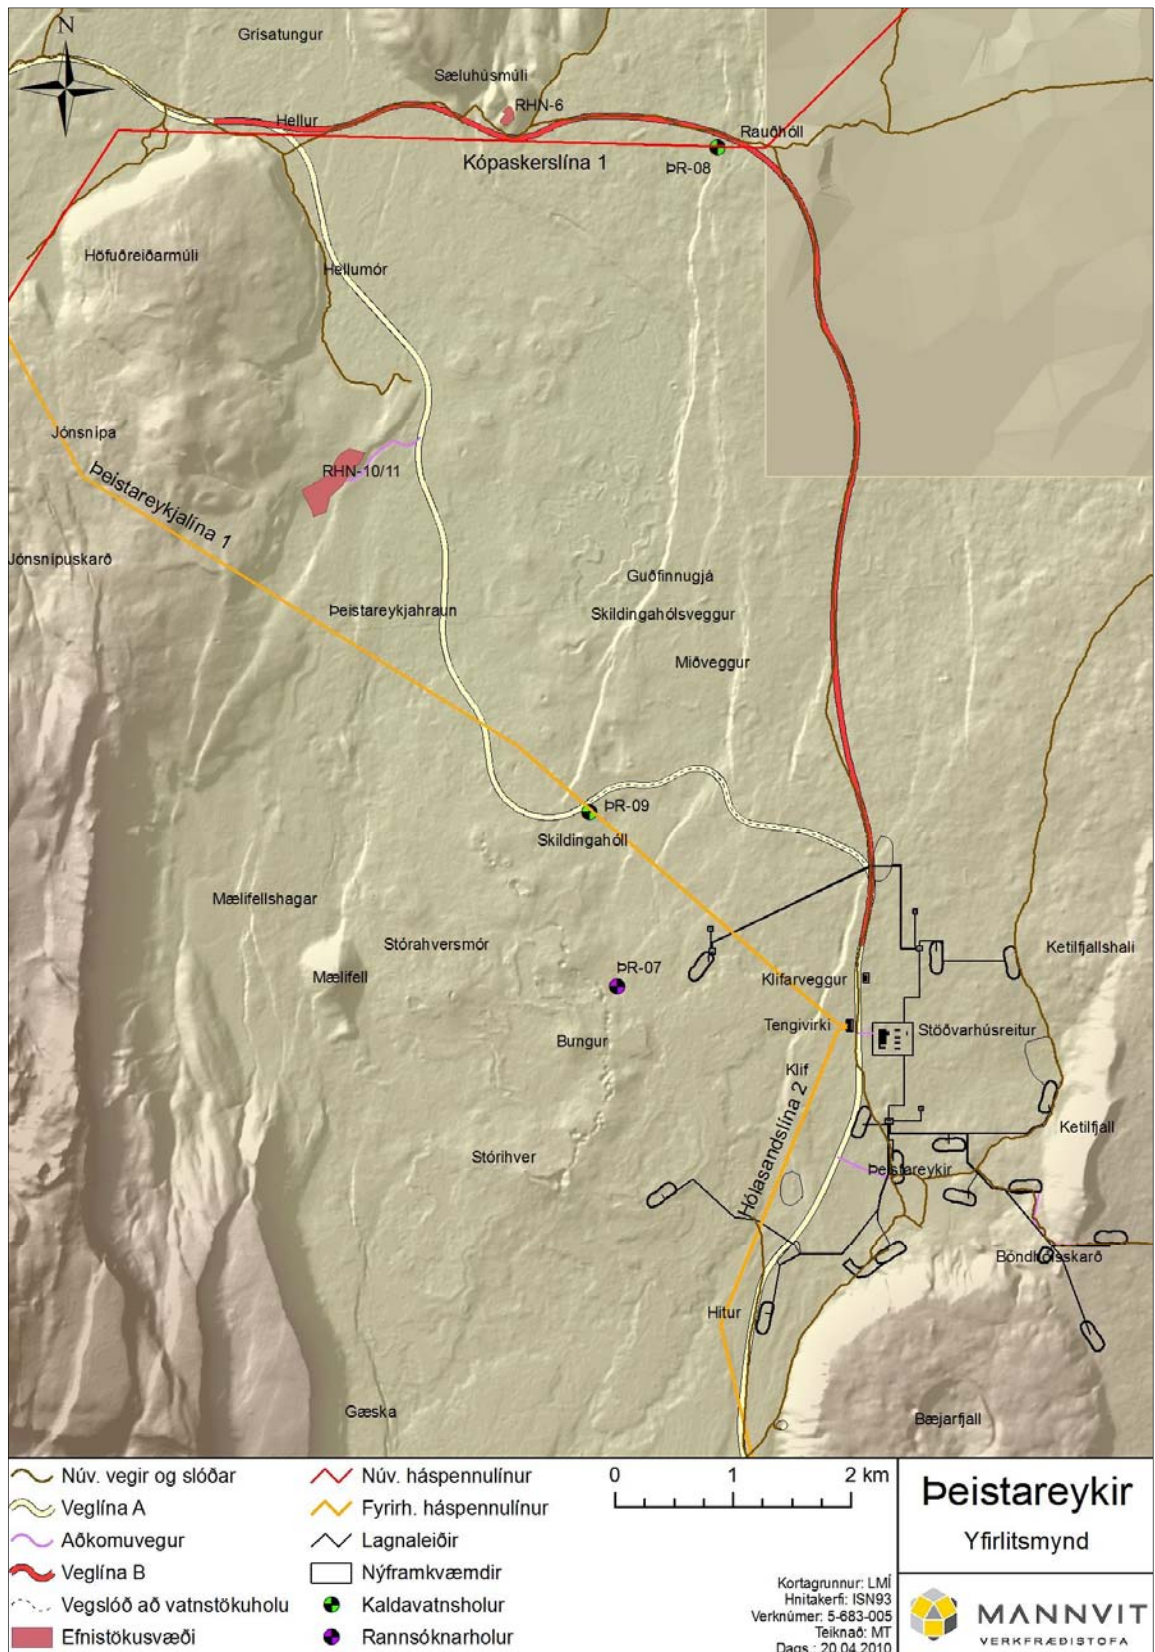 N
Grísatungur
Sæluhúsmúli
RHN-6
Hellur
Rauðhóll
Kópaskerslína 1
ÞR-08
Höfuðreiðarmúli
Hellumór
Jónsnípa
RHN-10/11
Þeistareykjalína 1
Jónsnípuskarð
Guðfinnugjá
Þeistareykjahraun
Skildingahólsveggur
Miðveggur
ÞR-09
Skildingahóll
Mælifellshagar
Stórahversmór
Ketilfjallshali
Mælifell
ÞR-07
Klifarveggur
Tengivirki
Stöðvarhúsreitur
Bungur
Klif
Hólasandslína 2
Ketilfjall
Stórihver
Þeistareykir
Bóndhólsskarð
Hitur
Gæska
Bæjarfjall
Núv. vegir og slóðar
Veglína A
Aðkomuvegur
Veglína B
Vegslóð að vatnstökuholu
Efnistökusvæði
Núv. háspennulínur
Fyrirh. háspennulínur
Lagnaleiðir
Nýframkvæmdir
Kaldavatnsholur
Rannsóknarholur
0 1 2 km
Þeistareykir
Yfirlitsmynd
Kortagrunnur: LMÍ
Hnitakerfi: ISN93
Verknúmer: 5-683-005
Teiknað: MT
Dags.: 20.04.2010
MANNVIT
VERKFRÆÐISTOFA